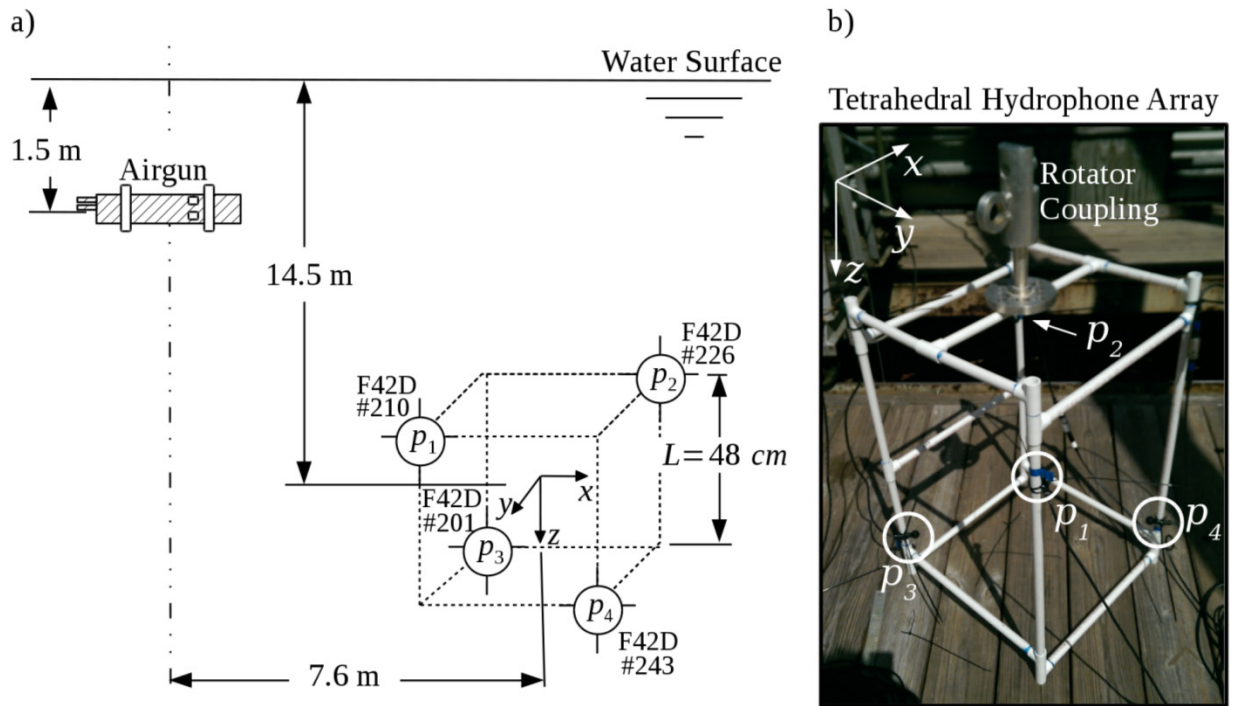 a)
Water Surface
1.5 m
Airgun
14.5 m
F42D
#226
p2
F42D
#210
p1
L= 48 cm
F42D
#201
x
y
z
p3
p4
F42D
#243
7.6 m
b)
Tetrahedral Hydrophone Array
x
y
z
Rotator
Coupling
p2
p1
p4
p3